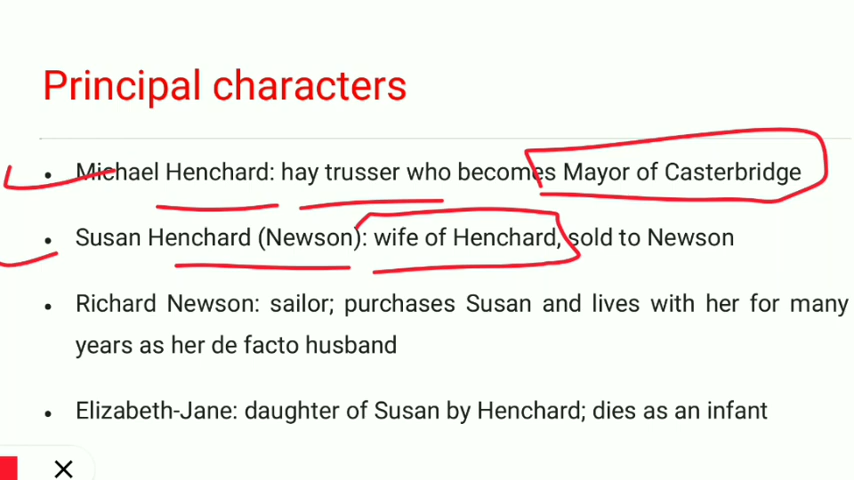 Principal characters
• Michael Henchard: hay trusser who becomes Mayor of Casterbridge
• Susan Henchard (Newson): wife of Henchard, sold to Newson
• Richard Newson: sailor; purchases Susan and lives with her for many
years as her de facto husband
• Elizabeth-Jane: daughter of Susan by Henchard; dies as an infant